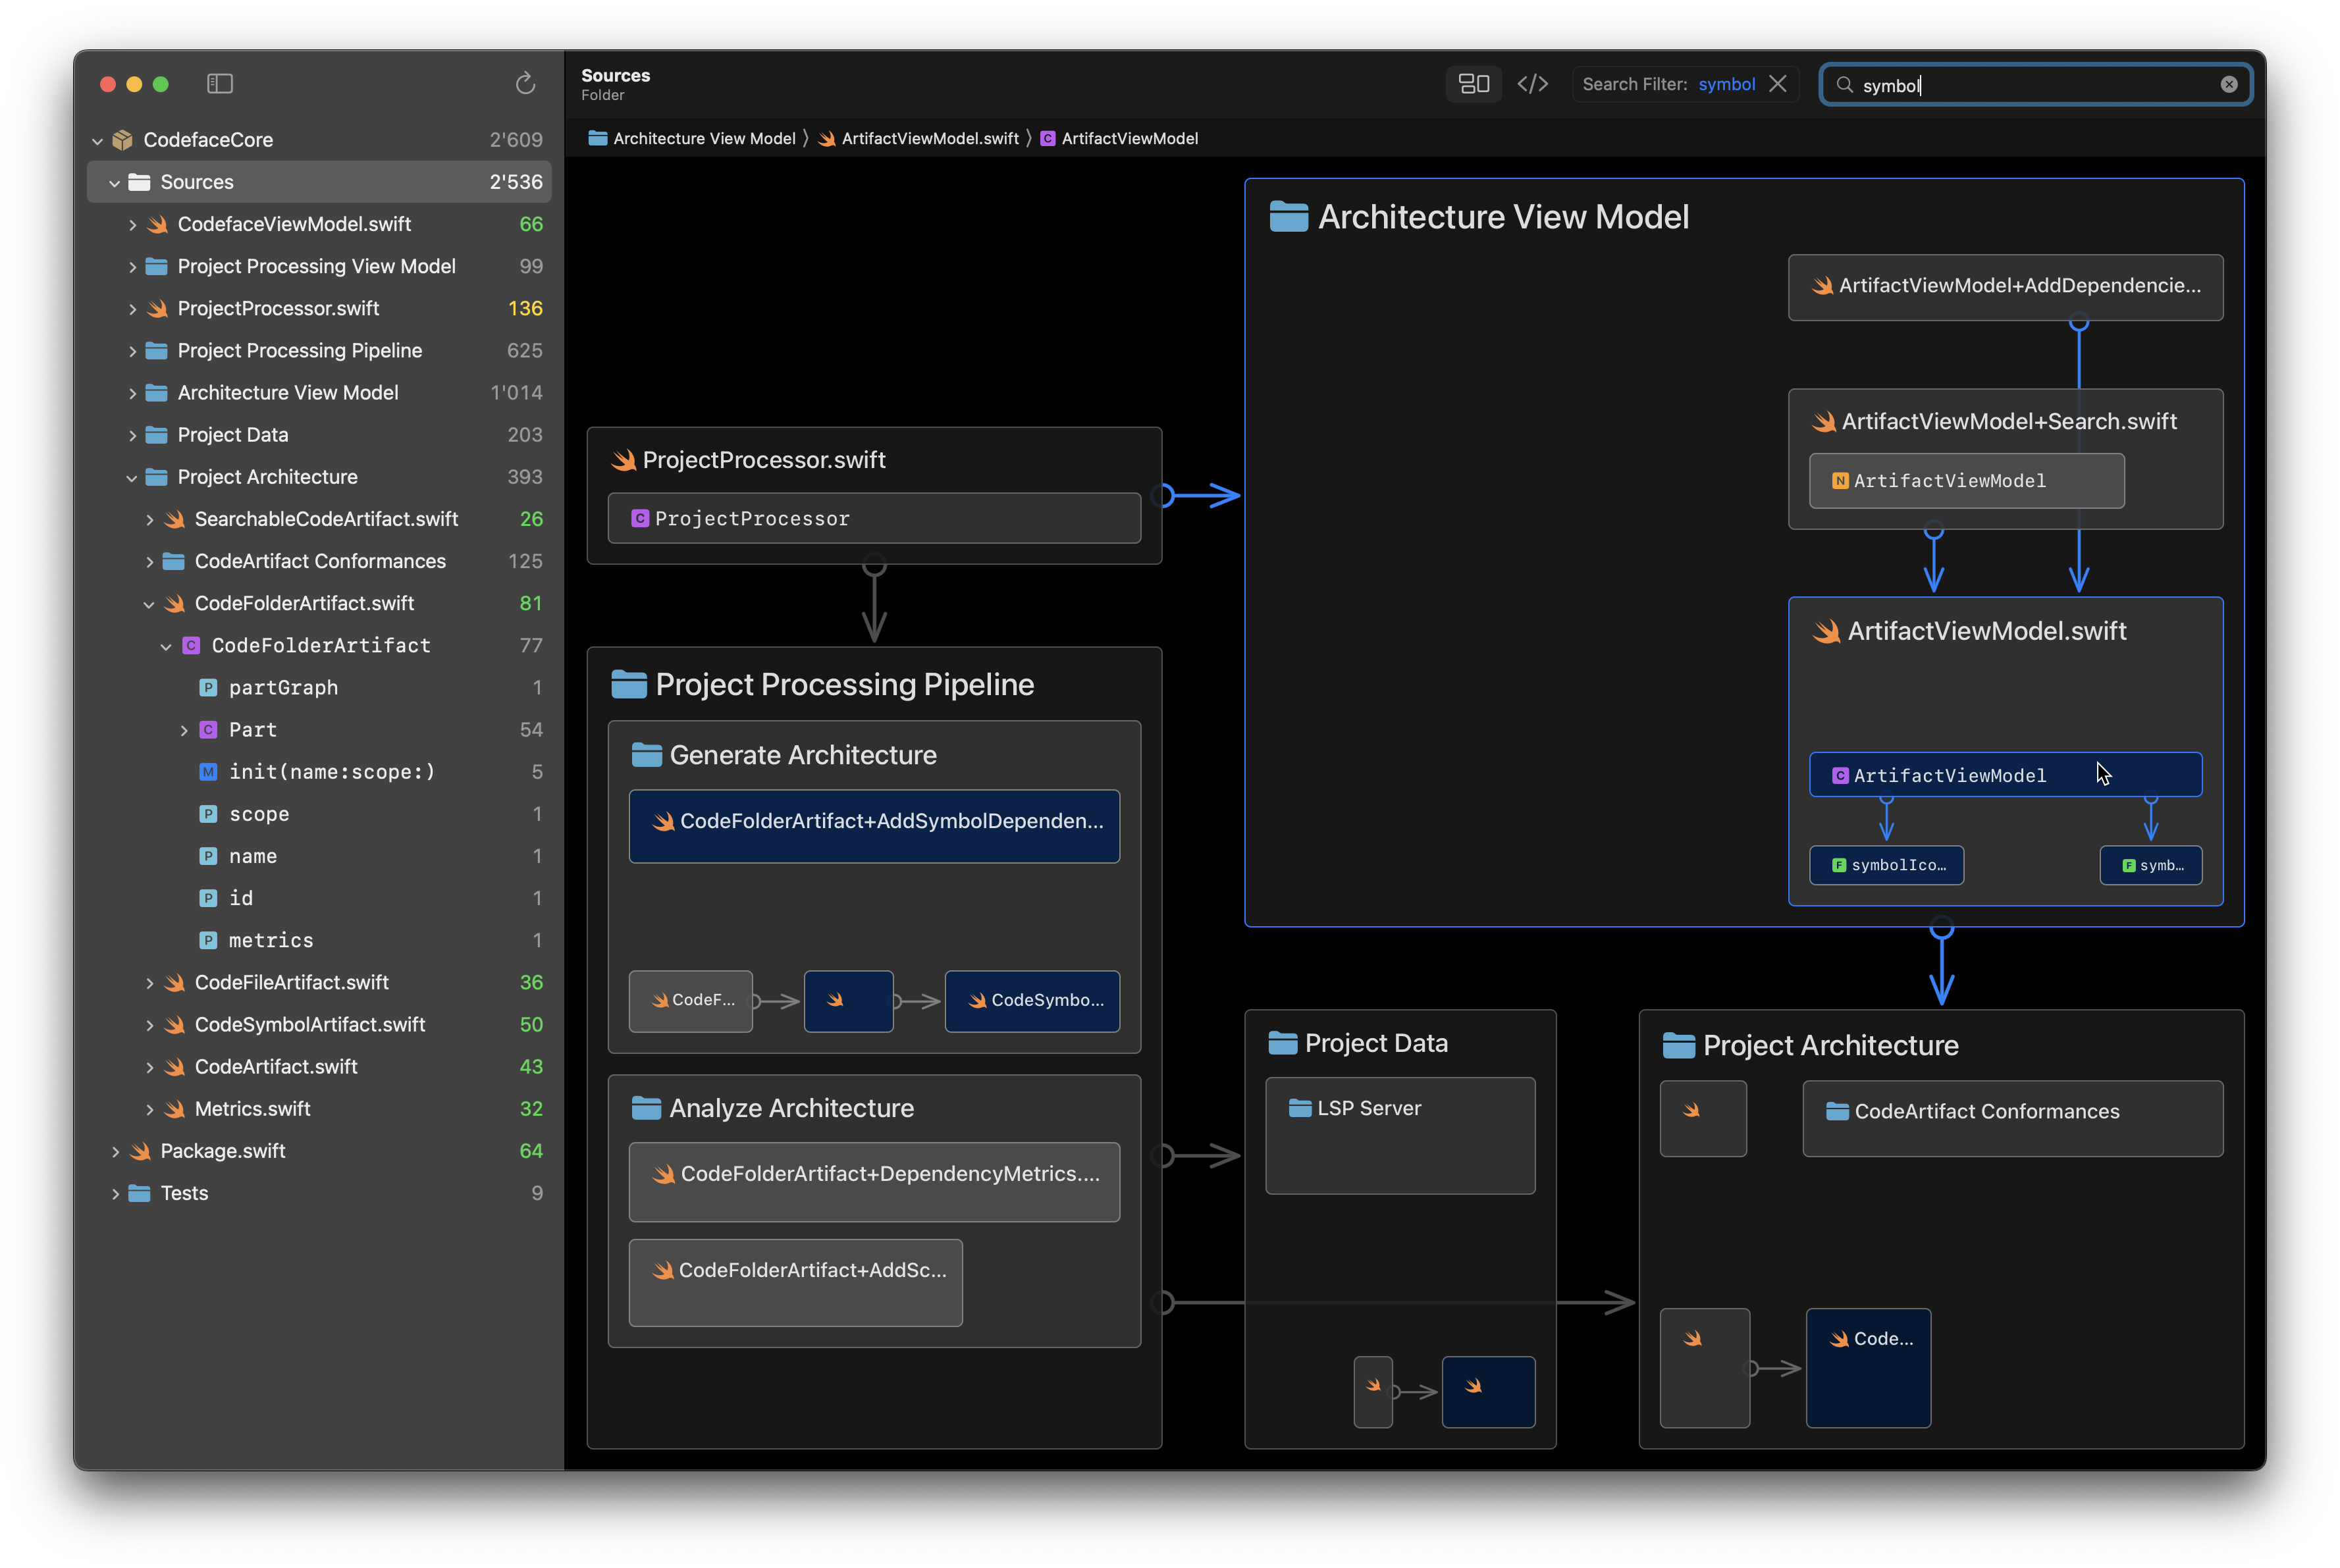 CodefaceCore 2'609
Sources 2'536
CodefaceViewModel.swift 66
Project Processing View Model 99
ProjectProcessor.swift 136
Project Processing Pipeline 625
Architecture View Model 1'014
Project Data 203
Project Architecture 393
SearchableCodeArtifact.swift 26
CodeArtifact Conformances 125
CodeFolderArtifact.swift 81
C CodeFolderArtifact 77
P partGraph 1
C Part 54
M init(name:scope:) 5
P scope 1
P name 1
P id 1
P metrics 1
CodeFileArtifact.swift 36
CodeSymbolArtifact.swift 50
CodeArtifact.swift 43
Metrics.swift 32
Package.swift 64
Tests 9
Sources
Folder
Search Filter: symbol
symbol
Architecture View Model ⟩ ArtifactViewModel.swift ⟩ C ArtifactViewModel
ProjectProcessor.swift
C ProjectProcessor
Project Processing Pipeline
Generate Architecture
CodeFolderArtifact+AddSymbolDependen...
CodeF...
CodeSymbo...
Analyze Architecture
CodeFolderArtifact+DependencyMetrics....
CodeFolderArtifact+AddSc...
Architecture View Model
ArtifactViewModel+AddDependencie...
ArtifactViewModel+Search.swift
N ArtifactViewModel
ArtifactViewModel.swift
C ArtifactViewModel
F symbolIco...
F symb...
Project Data
LSP Server
Project Architecture
CodeArtifact Conformances
Code...